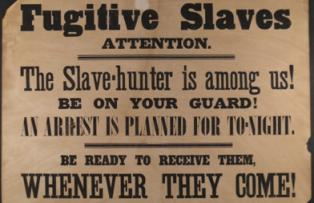 Fugitive Slaves
ATTENTION.
The Slave-hunter is among us!
BE ON YOUR GUARD!
AN ARREST IS PLANNED FOR TO-NIGHT.
BE READY TO RECEIVE THEM,
WHENEVER THEY COME!